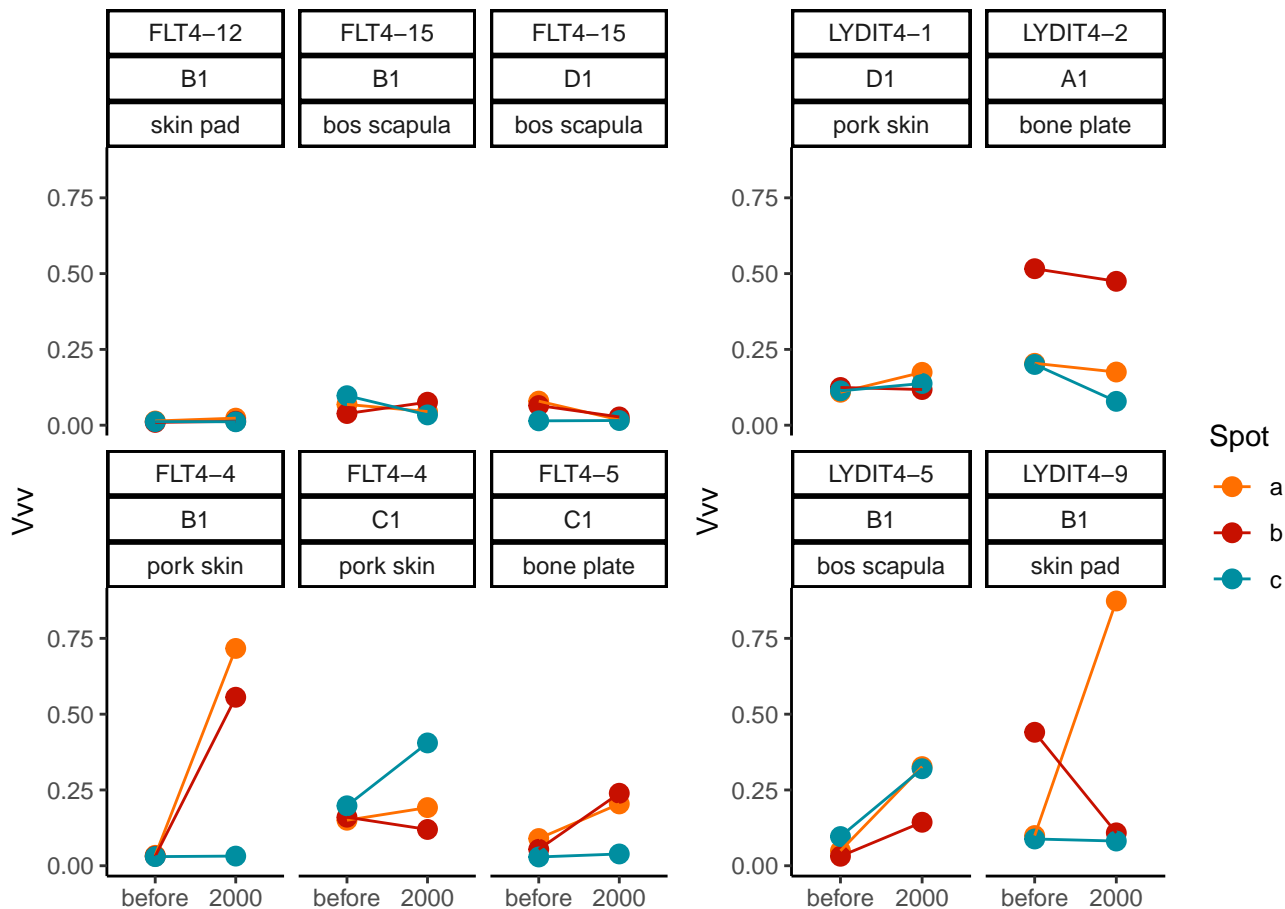 FLT4−12 FLT4−15 FLT4−15 LYDIT4−1 LYDIT4−2
B1 B1 D1 D1 A1
skin pad bos scapula bos scapula pork skin bone plate
0.75 0.75
0.50 0.50
0.25 0.25
0.00 0.00
Vvv Vvv
FLT4−4 FLT4−4 FLT4−5 LYDIT4−5 LYDIT4−9
B1 C1 C1 B1 B1
pork skin pork skin bone plate bos scapula skin pad
0.75 0.75
0.50 0.50
0.25 0.25
0.00 0.00
before 2000 before 2000 before 2000 before 2000 before 2000
Spot
a
b
c